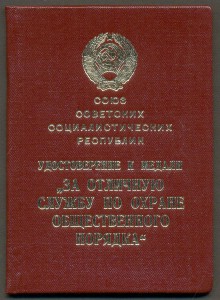 СОЮЗ
СОВЕТСКИХ
СОЦИАЛИСТИЧЕСКИХ
РЕСПУБЛИК
УДОСТОВЕРЕНИЕ К МЕДАЛИ
„ЗА ОТЛИЧНУЮ
СЛУЖБУ ПО ОХРАНЕ
ОБЩЕСТВЕННОГО
ПОРЯДКА“